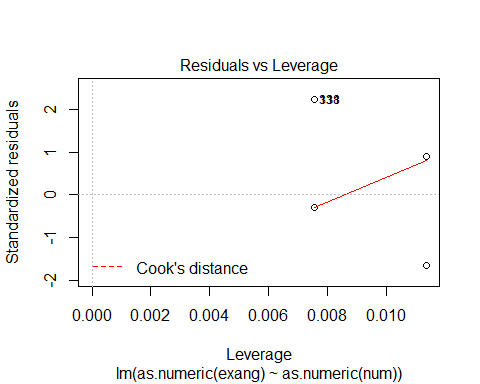 Residuals vs Leverage
Standardized residuals
2
1
0
-1
-2
Cook's distance
0.000 0.002 0.004 0.006 0.008 0.010
Leverage
lm(as.numeric(exang) ~ as.numeric(num))